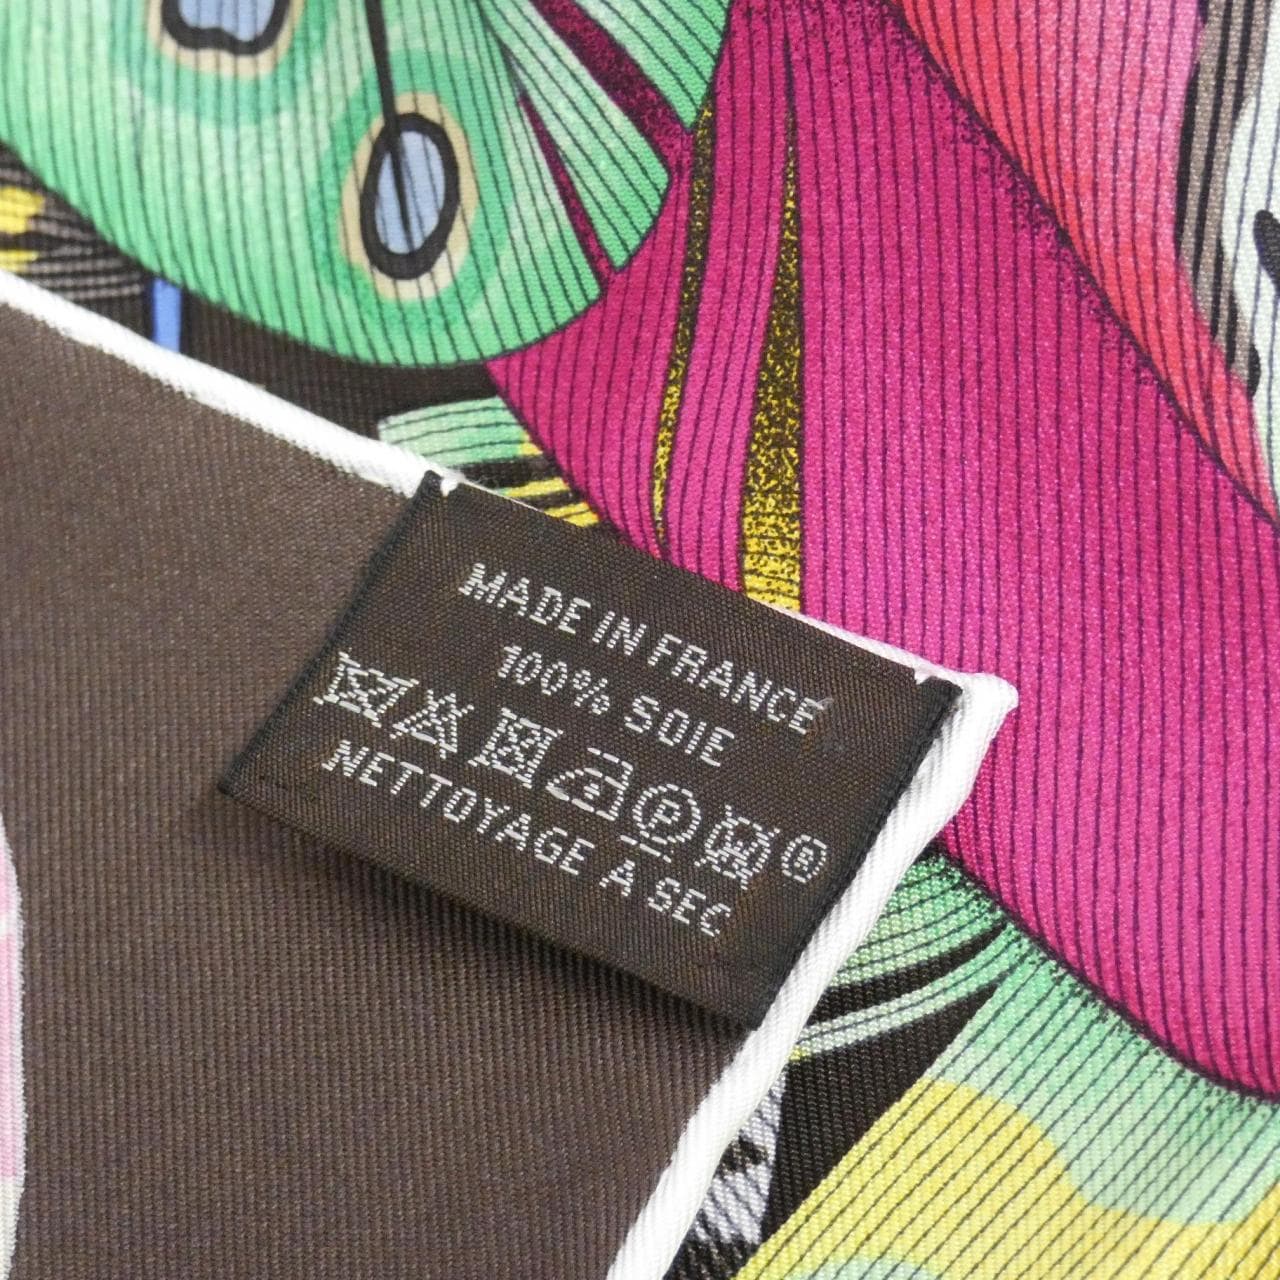 MADE IN FRANCE
100% SOIE
P ®
NETTOYAGE A SEC